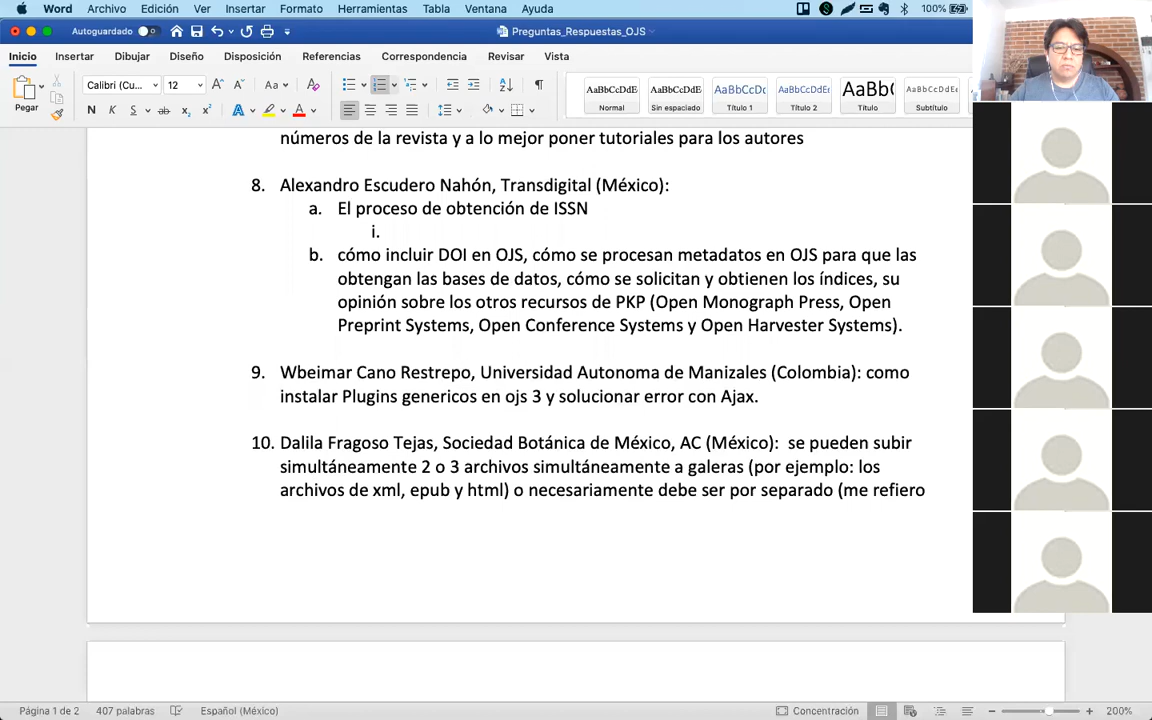 Word Archivo Edición Ver Insertar Formato Herramientas Tabla Ventana Ayuda 100%
Autoguardado Preguntas_Respuestas_OJS
Inicio Insertar Dibujar Diseño Disposición Referencias Correspondencia Revisar Vista
Pegar Calibri (Cu... 12 Aa
N K S ab x₂ x² A A
AaBbCcDdE AaBbCcDdE AaBbCcDc AaBbCcDdE AaBbC AaBbCcDdEe
Normal Sin espaciado Título 1 Título 2 Título Subtítulo
números de la revista y a lo mejor poner tutoriales para los autores
8. Alexandro Escudero Nahón, Transdigital (México):
a. El proceso de obtención de ISSN
i.
b. cómo incluir DOI en OJS, cómo se procesan metadatos en OJS para que las
obtengan las bases de datos, cómo se solicitan y obtienen los índices, su
opinión sobre los otros recursos de PKP (Open Monograph Press, Open
Preprint Systems, Open Conference Systems y Open Harvester Systems).
9. Wbeimar Cano Restrepo, Universidad Autonoma de Manizales (Colombia): como
instalar Plugins genericos en ojs 3 y solucionar error con Ajax.
10. Dalila Fragoso Tejas, Sociedad Botánica de México, AC (México): se pueden subir
simultáneamente 2 o 3 archivos simultáneamente a galeras (por ejemplo: los
archivos de xml, epub y html) o necesariamente debe ser por separado (me refiero
Página 1 de 2 407 palabras Español (México) Concentración 200%